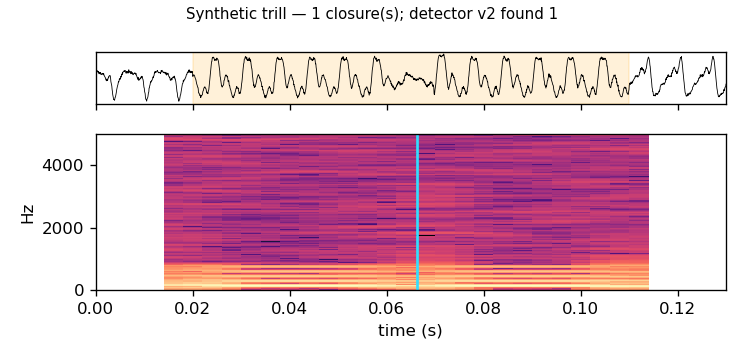 Synthetic trill — 1 closure(s); detector v2 found 1
4000
2000
0
Hz
0.00 0.02 0.04 0.06 0.08 0.10 0.12
time (s)